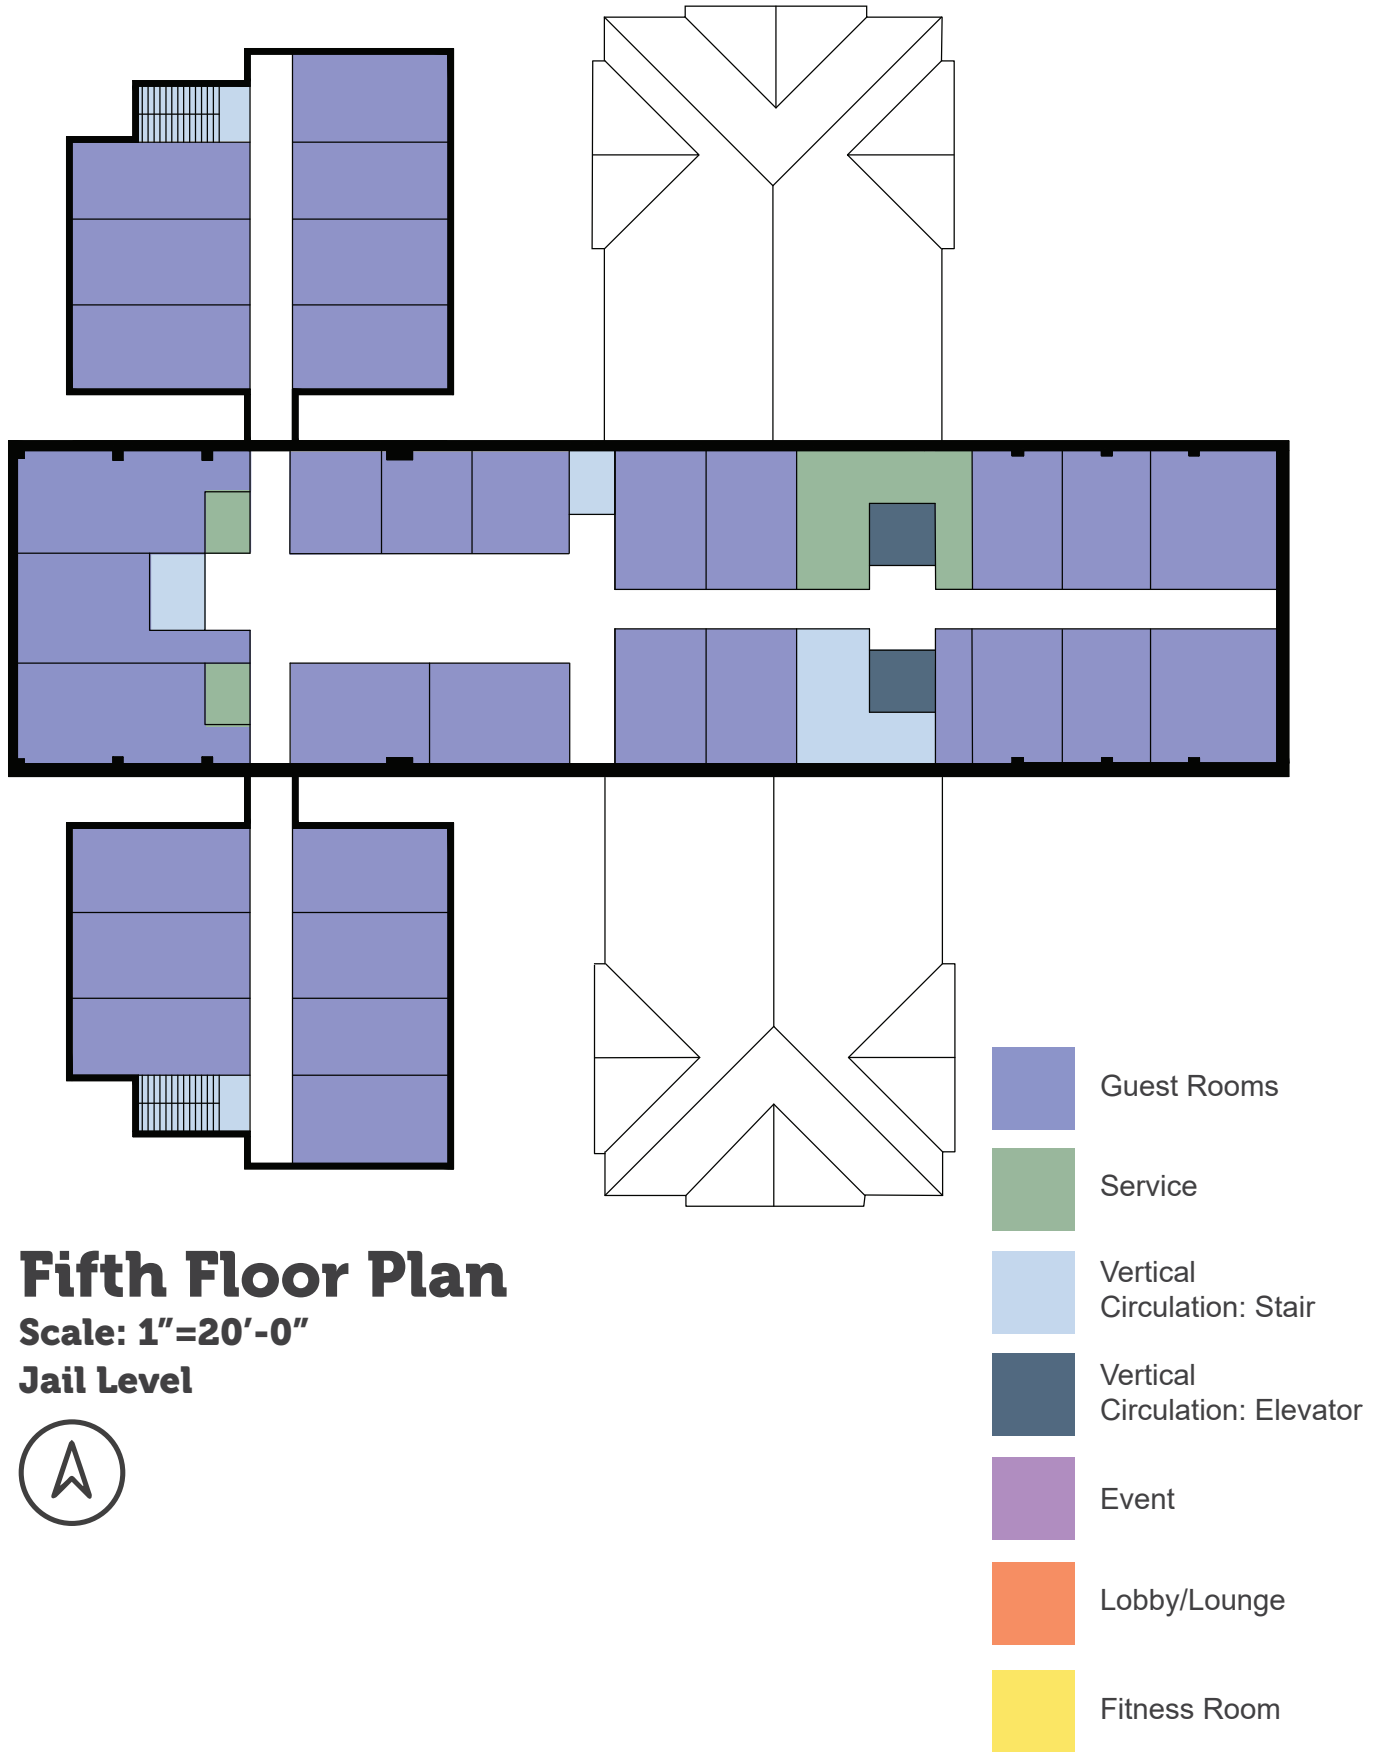 Fifth Floor Plan
Scale: 1”=20’-0”
Jail Level
Guest Rooms
Service
Vertical
Circulation: Stair
Vertical
Circulation: Elevator
Event
Lobby/Lounge
Fitness Room